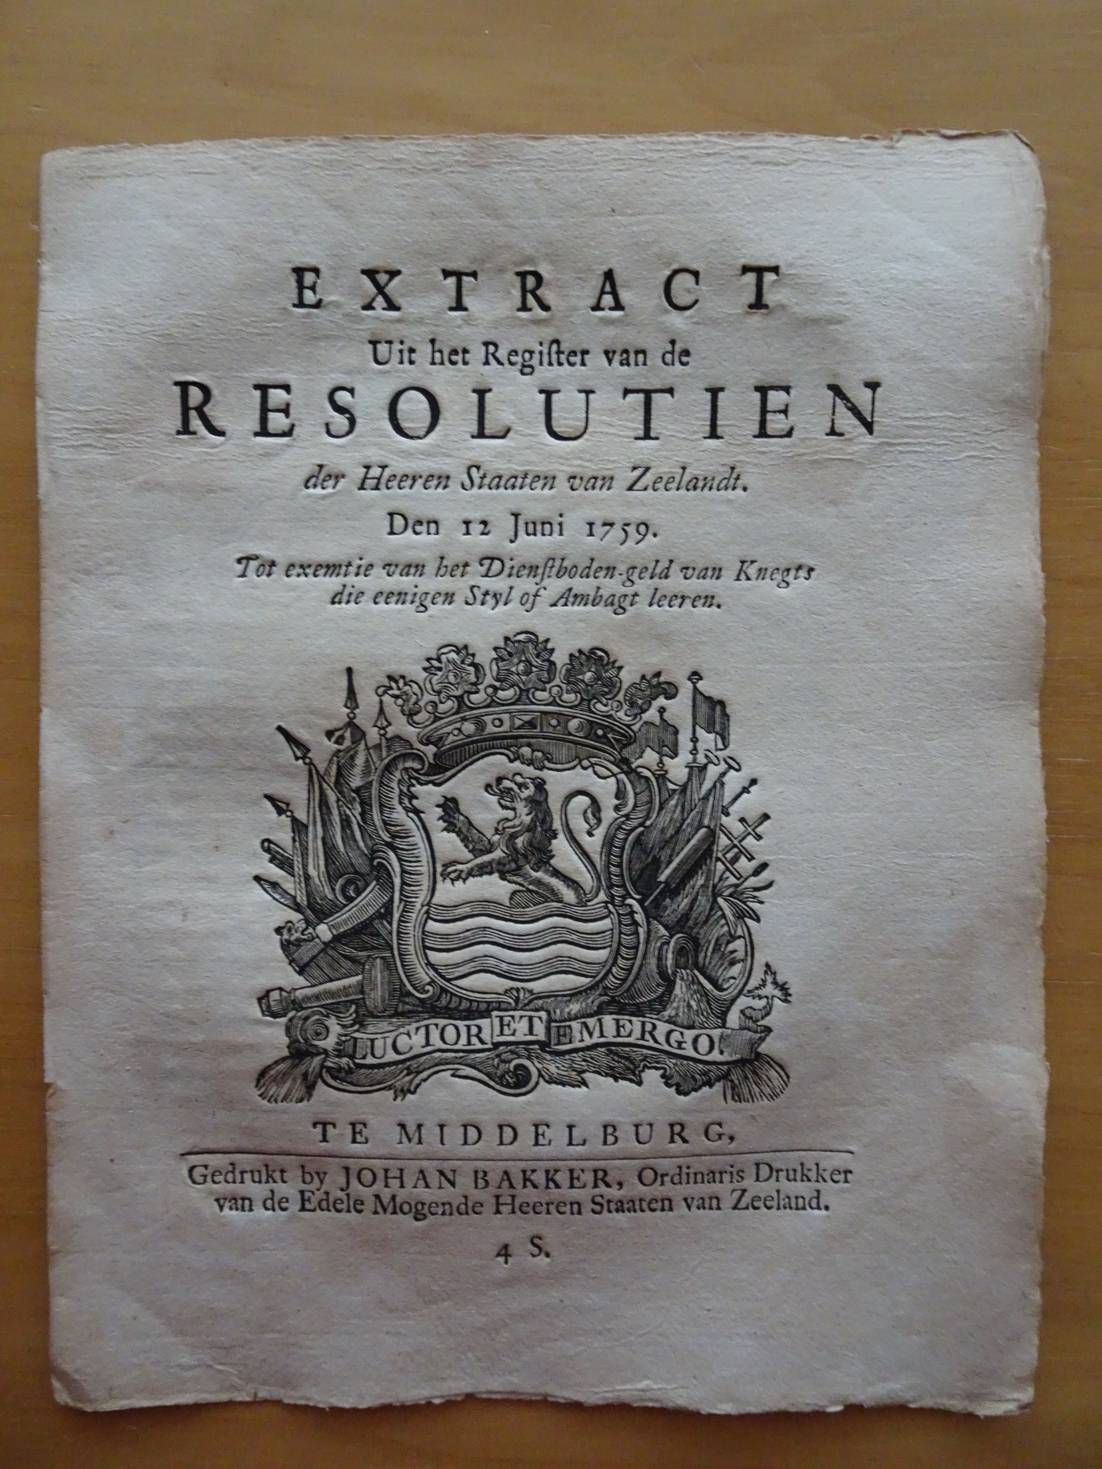 EXTRACT
Uit het Regiſter van de
RESOLUTIEN
der Heeren Staaten van Zeelandt.
Den 12 Juni 1759.
Tot exemtie van het Dienſtboden-geld van Knegts
die eenigen Styl of Ambagt leeren.
LUCTOR ET EMERGO.
TE MIDDELBURG,
Gedrukt by JOHAN BAKKER, Ordinaris Drukker
van de Edele Mogende Heeren Staaten van Zeeland.
4 S.